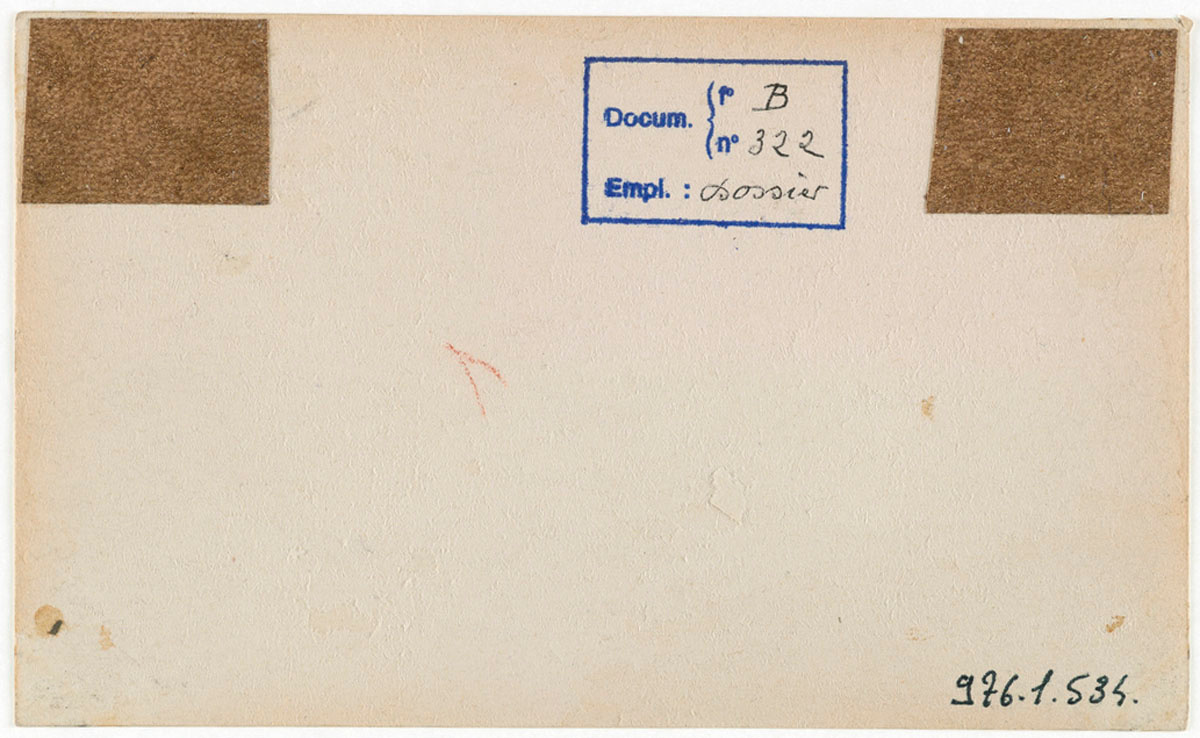 Docum. { f° B
n° 322
Empl. : Dossier
976.1.534.